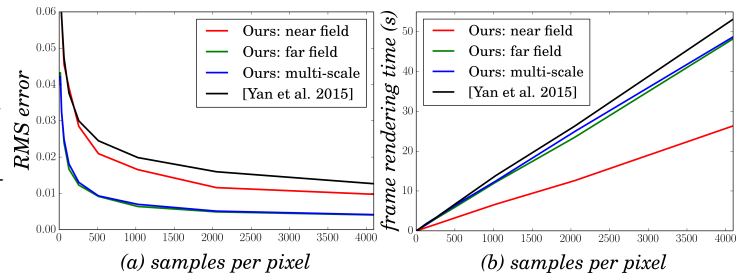 RMS error
0.06
0.05
0.04
0.03
0.02
0.01
0.00
0
500
1000
1500
2000
2500
3000
3500
4000
Ours: near field
Ours: far field
Ours: multi-scale
[Yan et al. 2015]
(a) samples per pixel
frame rendering time (s)
50
40
30
20
10
0
0
500
1000
1500
2000
2500
3000
3500
4000
Ours: near field
Ours: far field
Ours: multi-scale
[Yan et al. 2015]
(b) samples per pixel